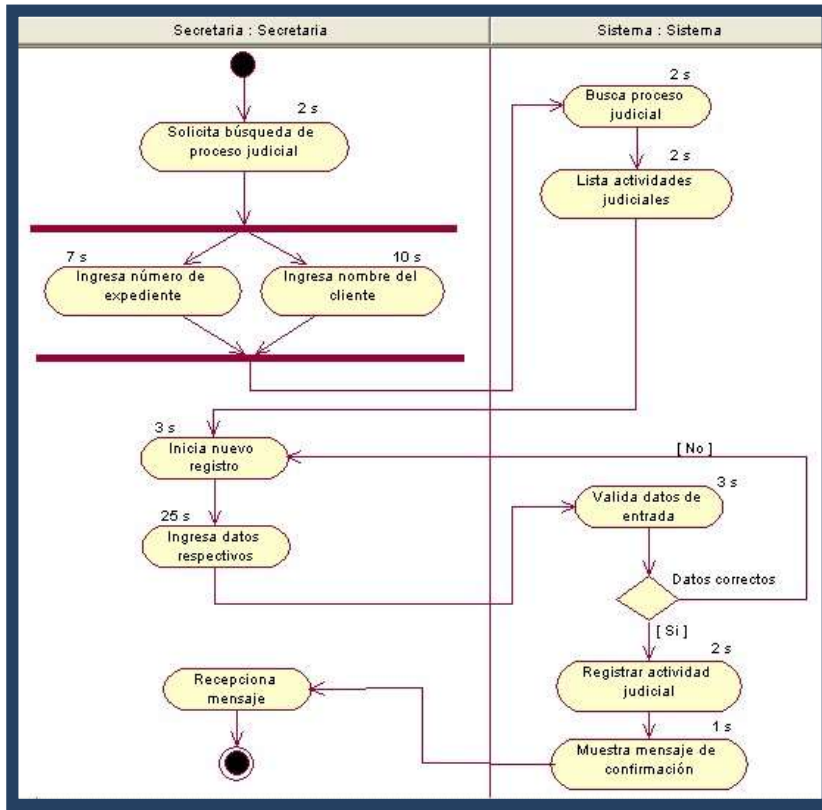 Secretaria : Secretaria
Sistema : Sistema
2 s
Solicita búsqueda de
proceso judicial
2 s
Busca proceso
judicial
2 s
Lista actividades
judiciales
7 s
Ingresa número de
expediente
10 s
Ingresa nombre del
cliente
3 s
Inicia nuevo
registro
[ No ]
25 s
Ingresa datos
respectivos
3 s
Valida datos de
entrada
Datos correctos
[ Si ]
2 s
Registrar actividad
judicial
Recepciona
mensaje
1 s
Muestra mensaje de
confirmación